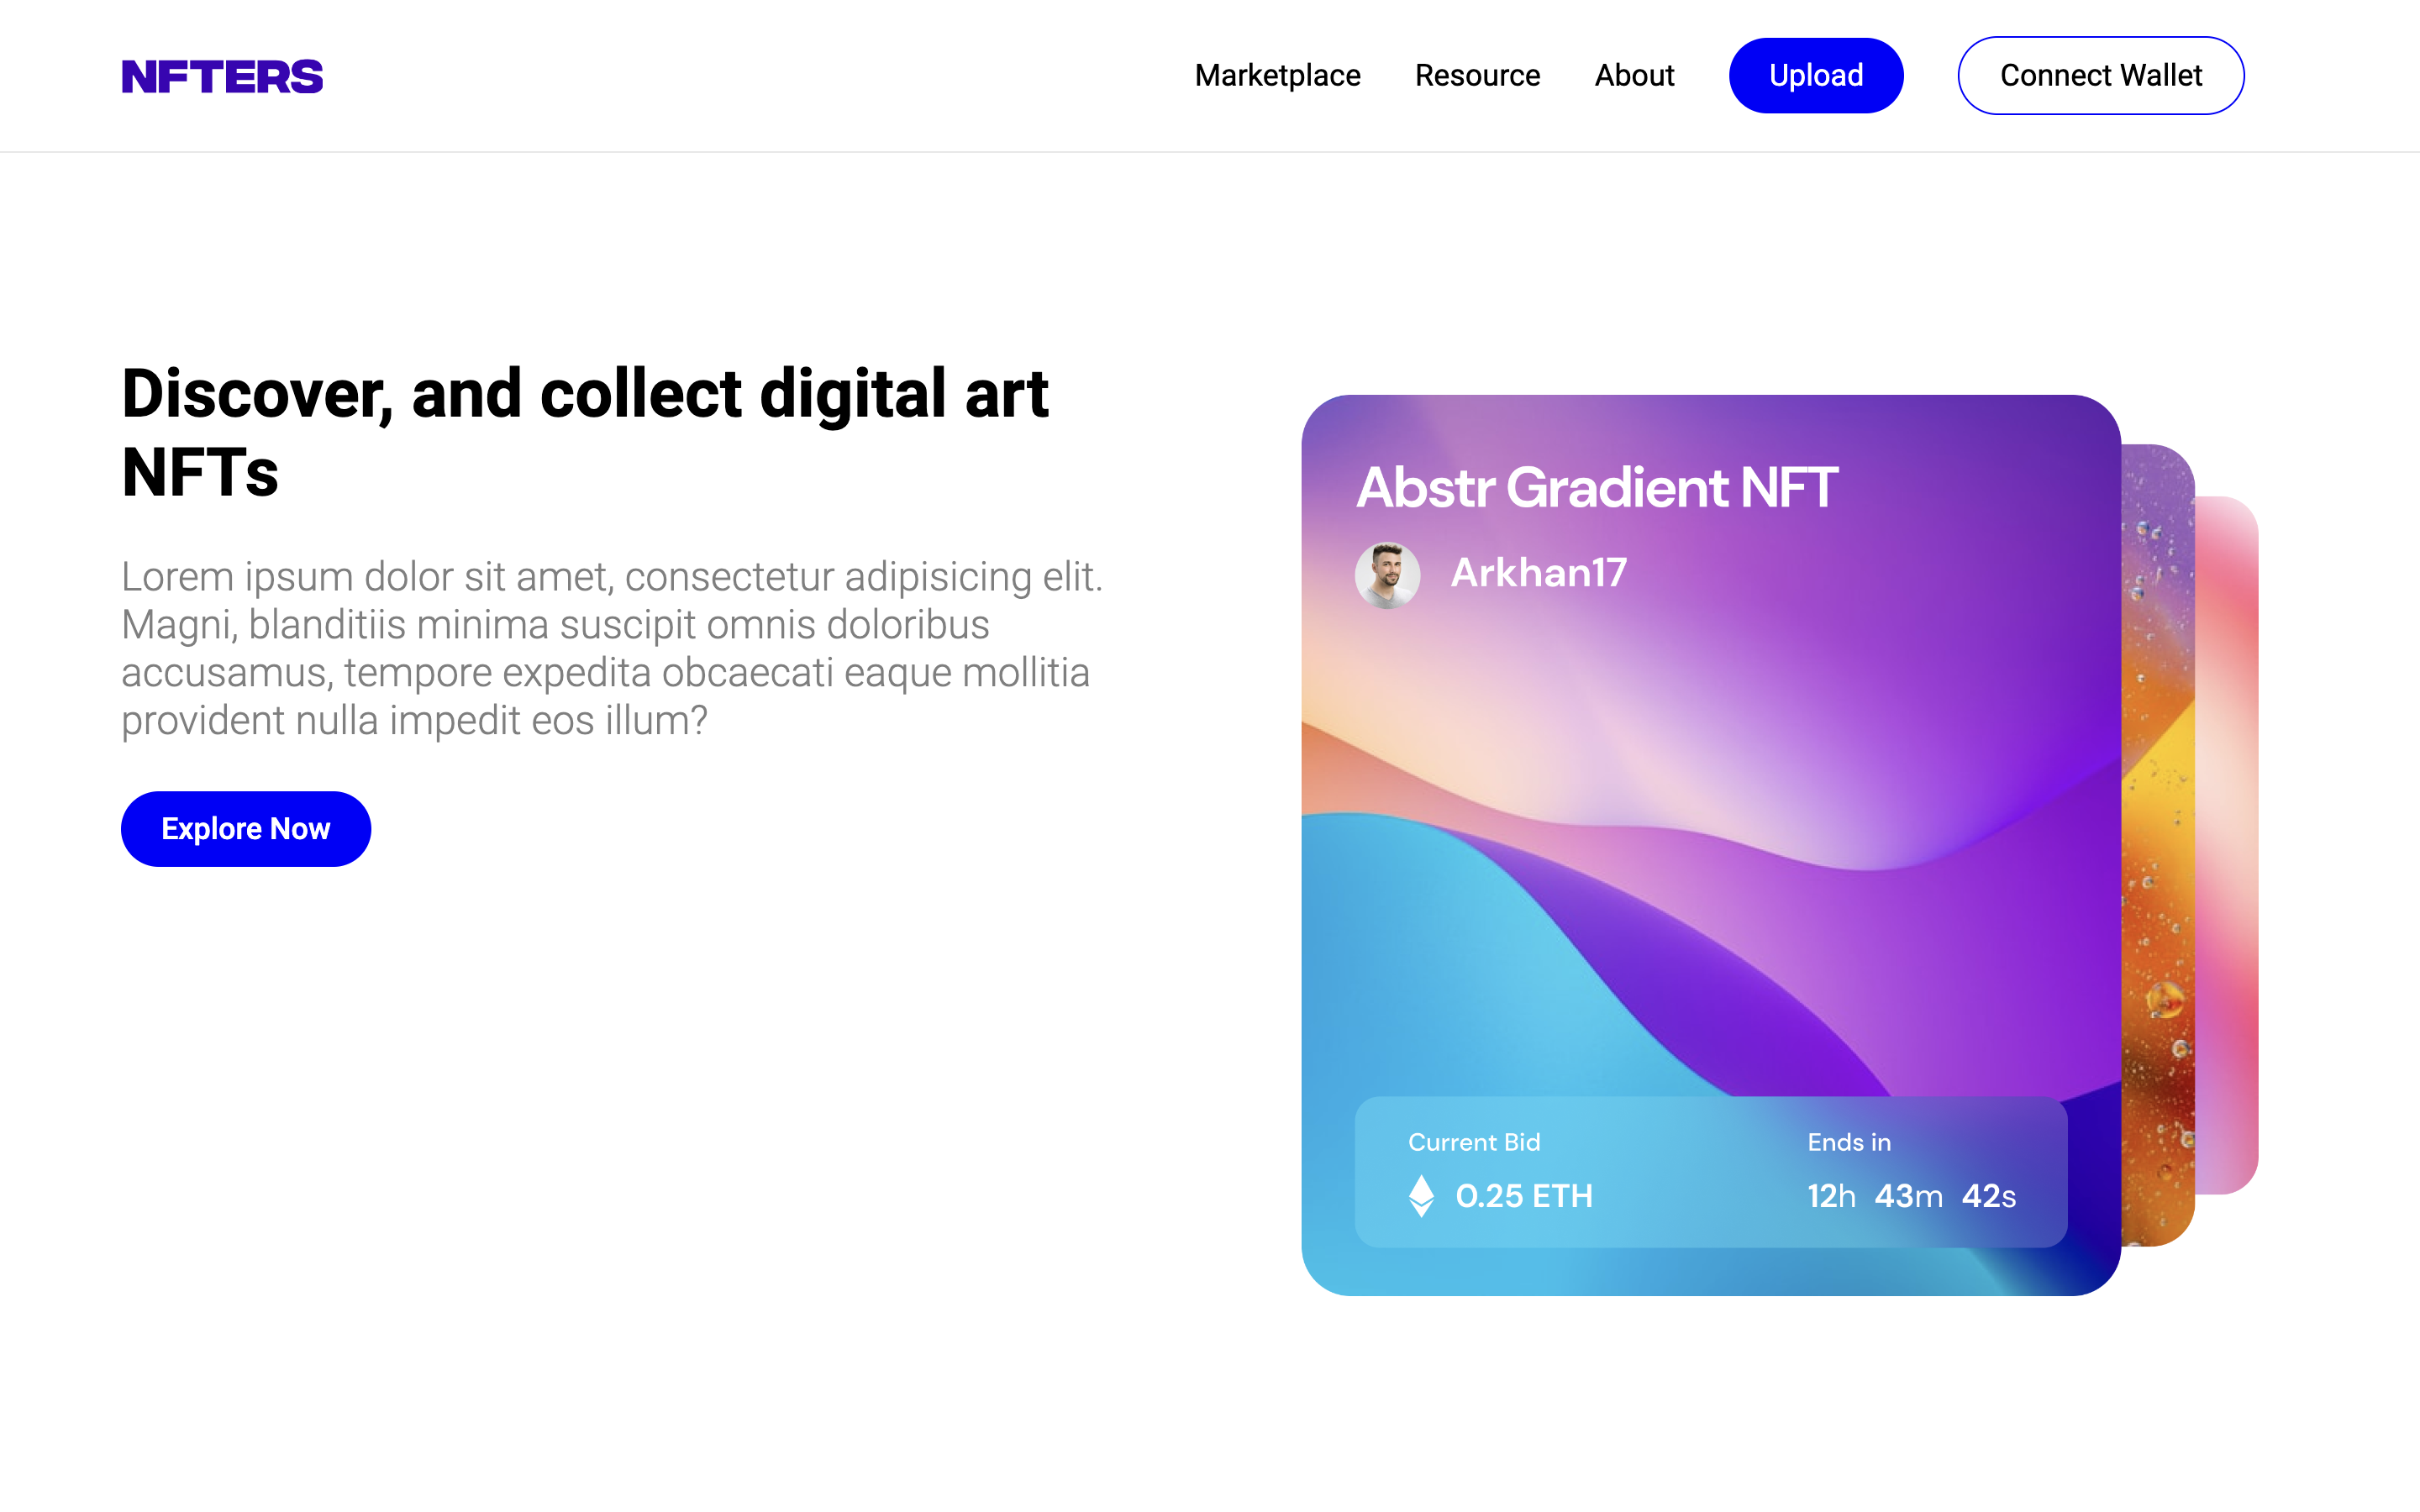 NFTERS
Marketplace
Resource
About
Upload
Connect Wallet
Discover, and collect digital art
NFTs
Lorem ipsum dolor sit amet, consectetur adipisicing elit.
Magni, blanditiis minima suscipit omnis doloribus
accusamus, tempore expedita obcaecati eaque mollitia
provident nulla impedit eos illum?
Explore Now
Abstr Gradient NFT
Arkhan17
Current Bid
0.25 ETH
Ends in
12h 43m 42s